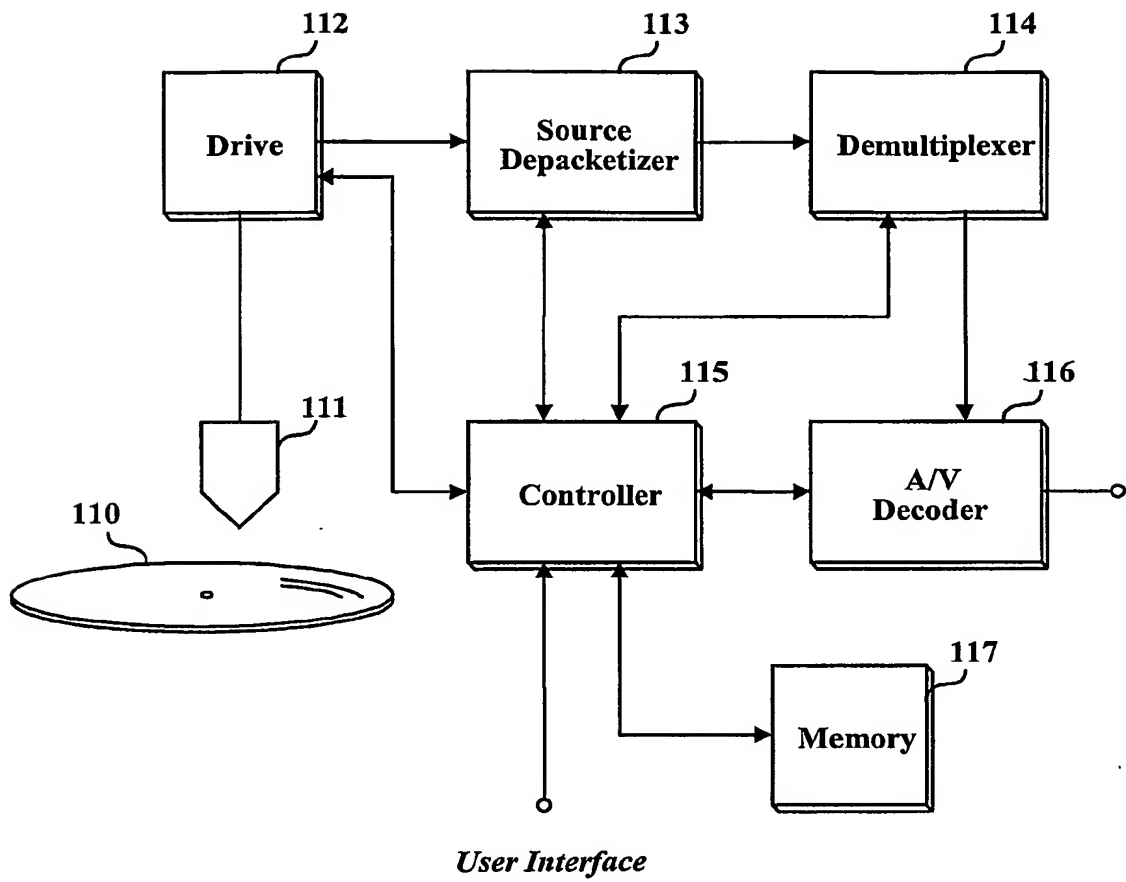 112
113
114
Drive
Source
Depacketizer
Demultiplexer
115
116
111
Controller
A/V
Decoder
110
117
Memory
User Interface